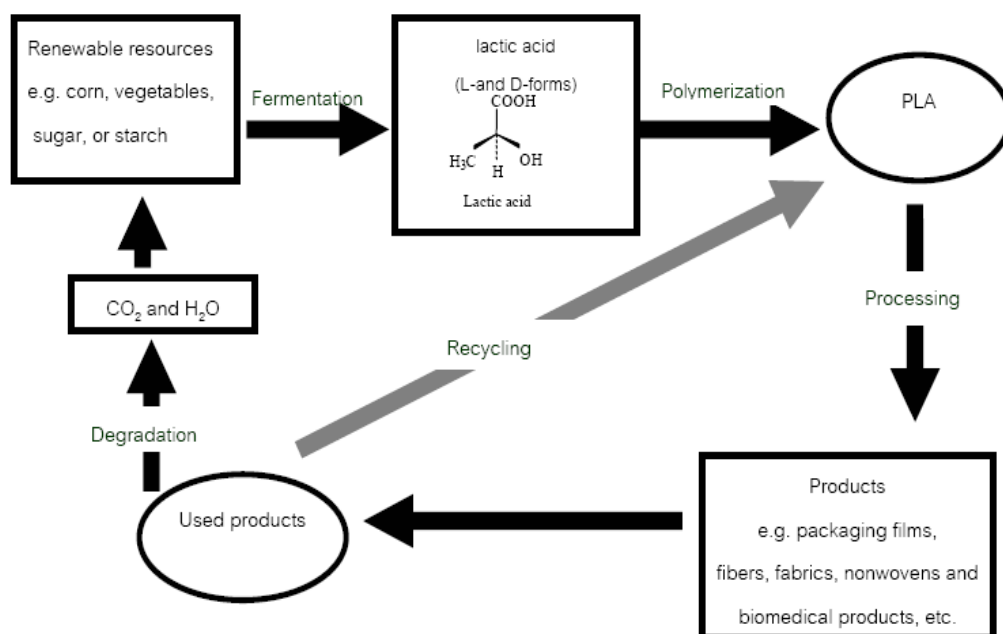 Renewable resources
e.g. corn, vegetables,
sugar, or starch
Fermentation
lactic acid
(L-and D-forms)
COOH
H₃C
H
OH
Lactic acid
Polymerization
PLA
Processing
CO₂ and H₂O
Recycling
Degradation
Used products
Products
e.g. packaging films,
fibers, fabrics, nonwovens and
biomedical products, etc.